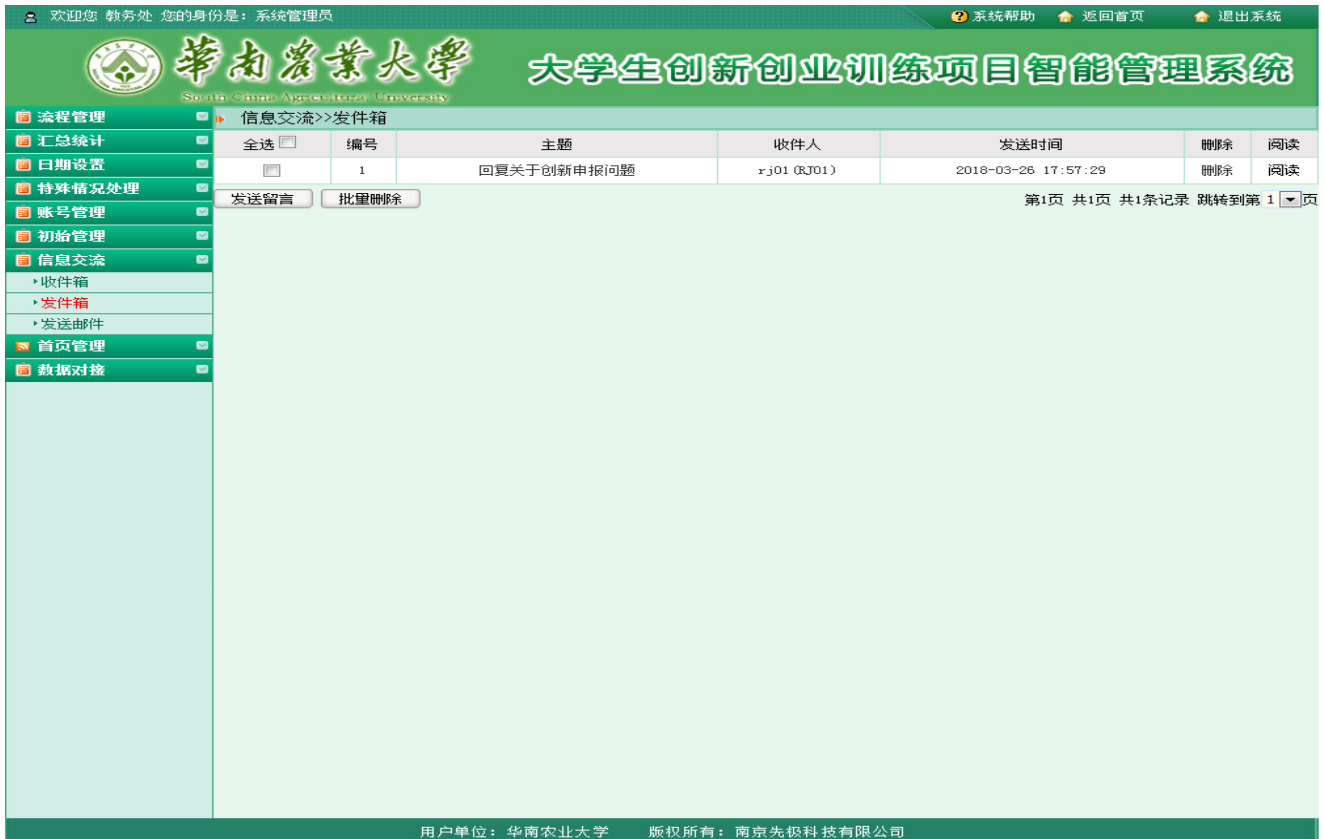 欢迎您 教务处 您的身份是：系统管理员 系统帮助 返回首页 退出系统
華南農業大學 大学生创新创业训练项目智能管理系统
South China Agricultural University
流程管理 信息交流>>发件箱
汇总统计 全选 编号 主题 收件人 发送时间 删除 阅读
日期设置 1 回复关于创新申报问题 rj01(RJ01) 2018-03-26 17:57:29 删除 阅读
特殊情况处理 发送留言 批量删除 第1页 共1页 共1条记录 跳转到第 1 页
账号管理
初始管理
信息交流
收件箱
发件箱
发送邮件
首页管理
数据对接
用户单位：华南农业大学 版权所有：南京先极科技有限公司